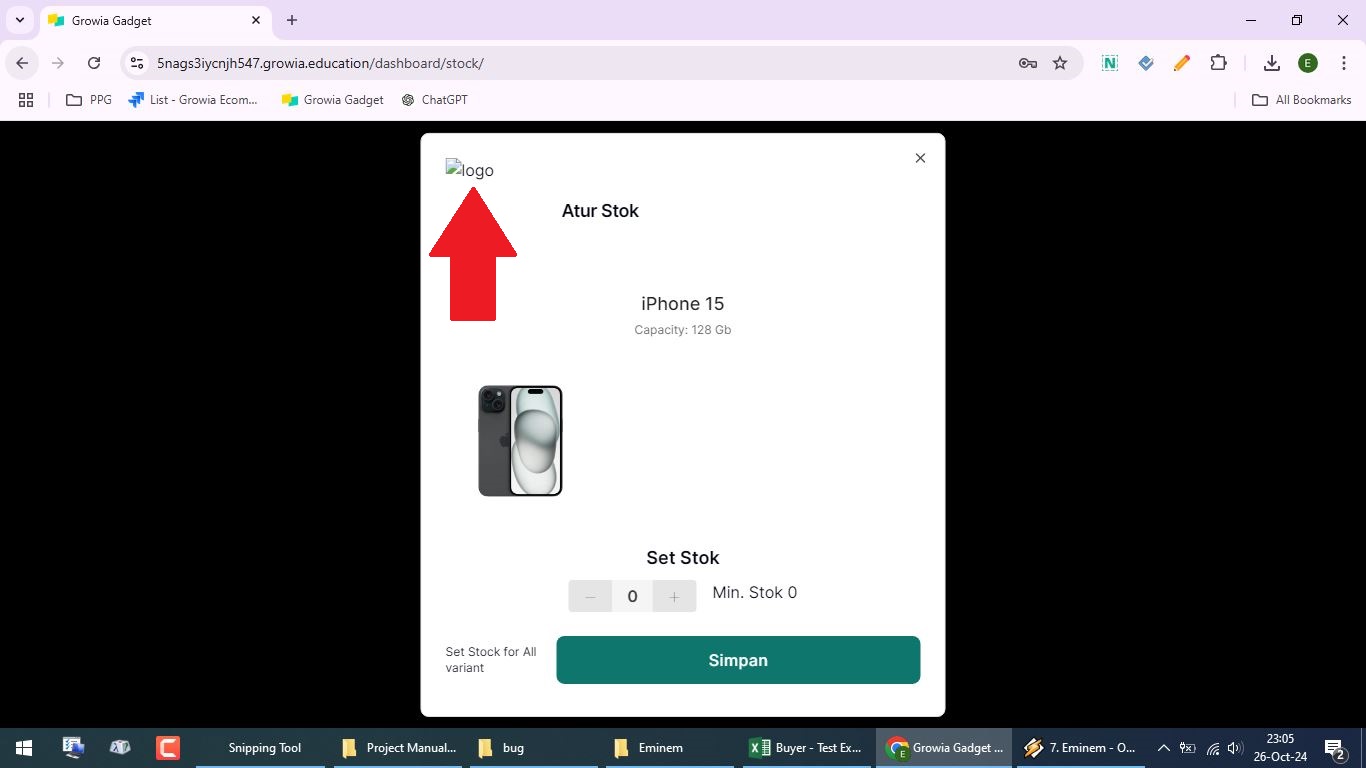 Growia Gadget
5nags3iycnjh547.growia.education/dashboard/stock/
E
PPG
List - Growia Ecom...
Growia Gadget
ChatGPT
All Bookmarks
logo
Atur Stok
iPhone 15
Capacity: 128 Gb
Set Stok
− 0 +
Min. Stok 0
Set Stock for All
variant
Simpan
Snipping Tool
Project Manual...
bug
Eminem
Buyer - Test Ex...
Growia Gadget ...
7. Eminem - O...
23:05
26-Oct-24
2